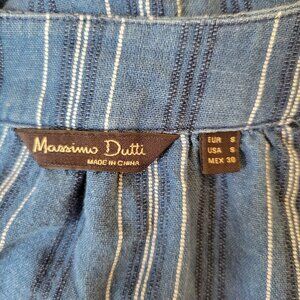 Massimo Dutti
MADE IN CHINA
EUR S
USA S
MEX 30